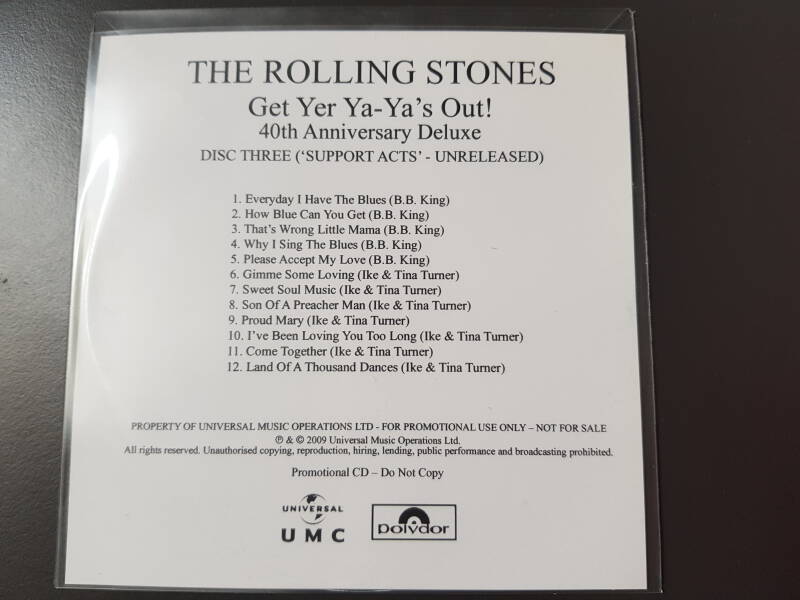 THE ROLLING STONES
Get Yer Ya-Ya's Out!
40th Anniversary Deluxe
DISC THREE ('SUPPORT ACTS' - UNRELEASED)
1. Everyday I Have The Blues (B.B. King)
2. How Blue Can You Get (B.B. King)
3. That's Wrong Little Mama (B.B. King)
4. Why I Sing The Blues (B.B. King)
5. Please Accept My Love (B.B. King)
6. Gimme Some Loving (Ike & Tina Turner)
7. Sweet Soul Music (Ike & Tina Turner)
8. Son Of A Preacher Man (Ike & Tina Turner)
9. Proud Mary (Ike & Tina Turner)
10. I've Been Loving You Too Long (Ike & Tina Turner)
11. Come Together (Ike & Tina Turner)
12. Land Of A Thousand Dances (Ike & Tina Turner)
PROPERTY OF UNIVERSAL MUSIC OPERATIONS LTD - FOR PROMOTIONAL USE ONLY – NOT FOR SALE
℗ & © 2009 Universal Music Operations Ltd.
All rights reserved. Unauthorised copying, reproduction, hiring, lending, public performance and broadcasting prohibited.
Promotional CD – Do Not Copy
UNIVERSAL
UMC
polydor